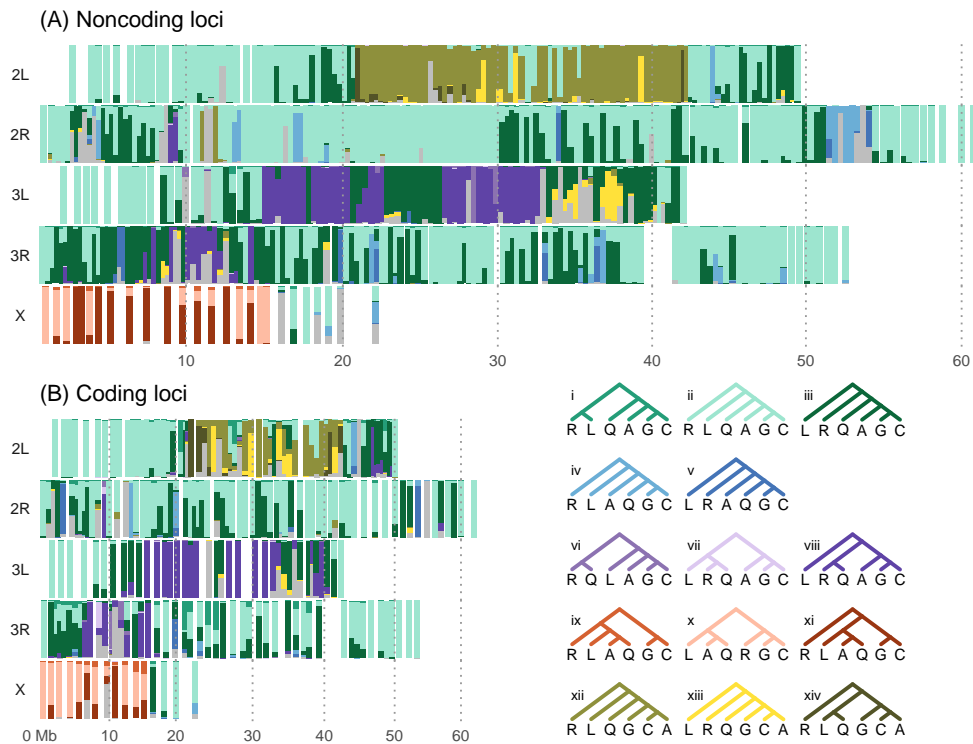 (A) Noncoding loci
2L
2R
3L
3R
X
10 20 30 40 50 60
(B) Coding loci
2L
2R
3L
3R
X
0 Mb 10 20 30 40 50 60
i ii iii
R L Q A G C R L Q A G C L R Q A G C
iv v
R L A Q G C L R A Q G C
vi vii viii
R Q L A G C L R Q A G C L R Q A G C
ix x xi
R L A Q G C L A Q R G C R L A Q G C
xii xiii xiv
R L Q G C A L R Q G C A R L Q G C A